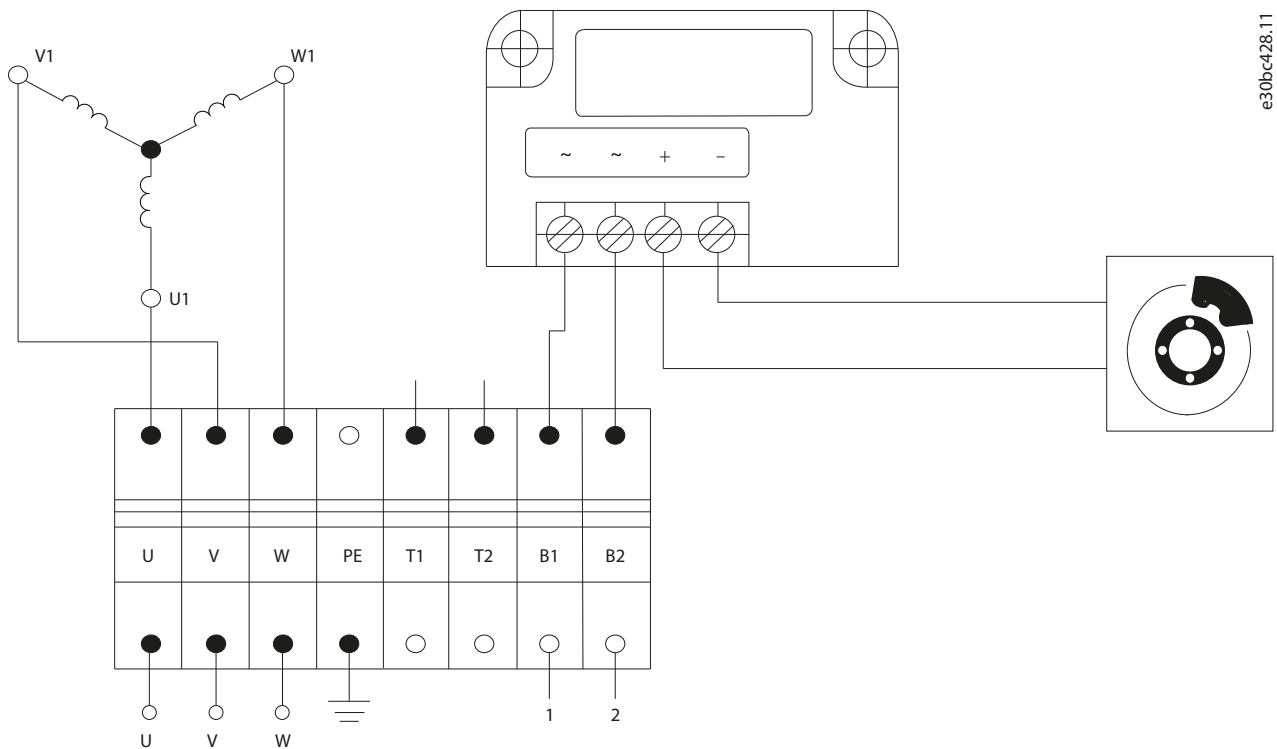 V1
W1
e30bc428.11
~ ~ + –
U1
U V W PE T1 T2 B1 B2
1 2
U V W